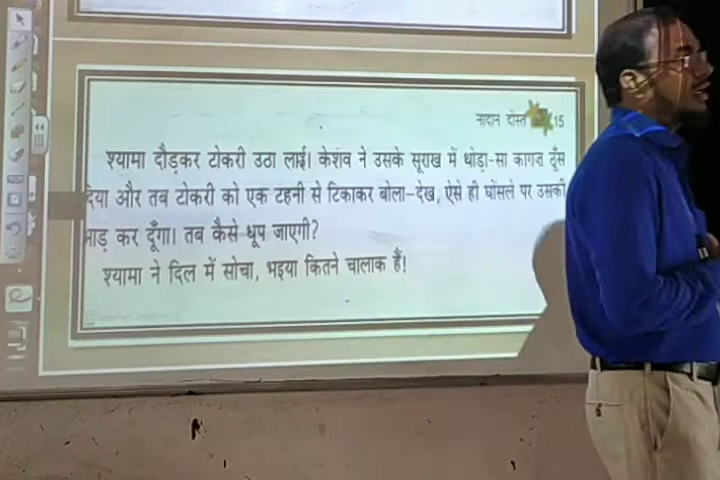 नादान दोस्त 15
श्यामा दौड़कर टोकरी उठा लाई। केशव ने उसके सूराख में थोड़ा-सा कागज ठूँस
दिया और तब टोकरी को एक टहनी से टिकाकर बोला-देख, ऐसे ही घोंसले पर उसकी
आड़ कर दूँगा। तब कैसे धूप जाएगी?
श्यामा ने दिल में सोचा, भइया कितने चालाक हैं!